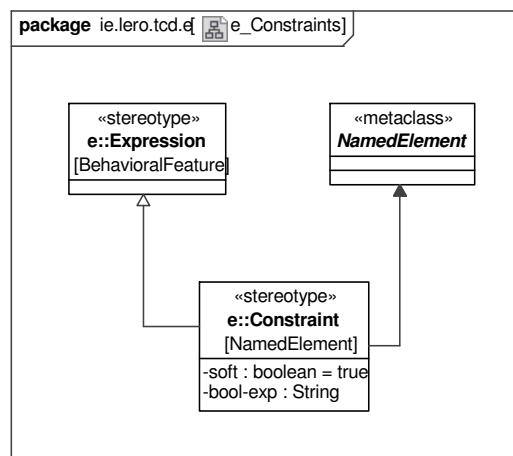 package ie.lero.tcd.e[ e_Constraints]
«stereotype»
e::Expression
[BehavioralFeature]
«metaclass»
NamedElement
«stereotype»
e::Constraint
[NamedElement]
-soft : boolean = true
-bool-exp : String